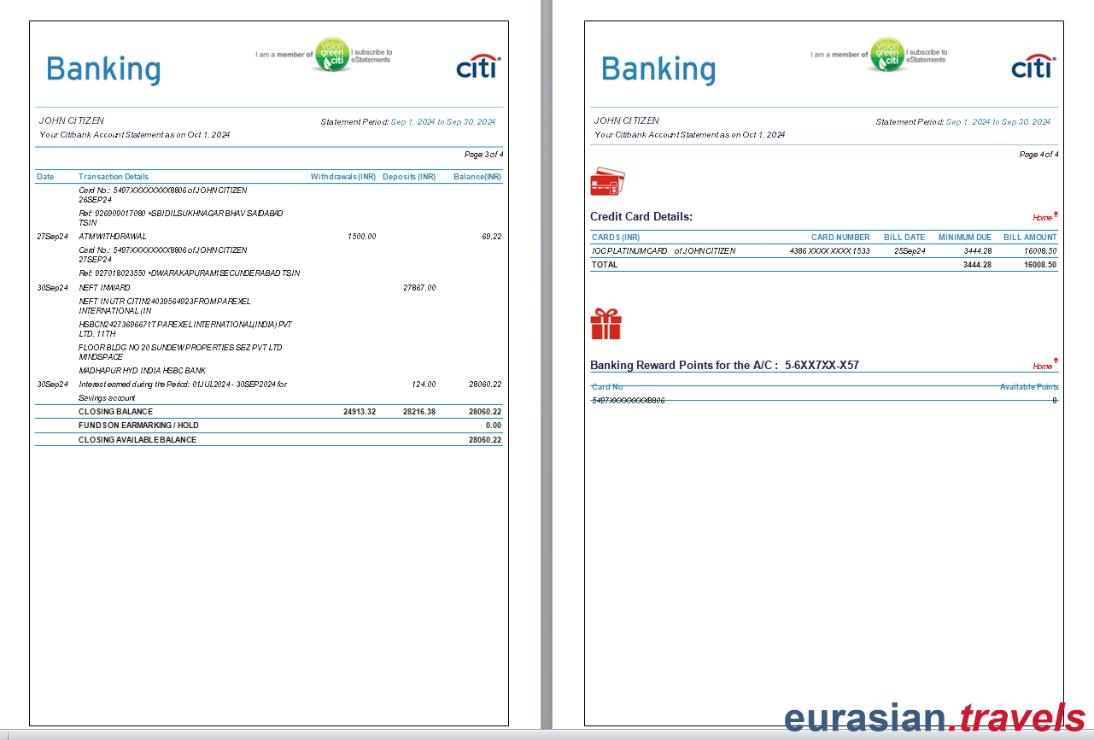 Banking
I am a member of vision green citi I subscribe to eStatements
citi
JOHN CITIZEN
Statement Period: Sep 1, 2024 to Sep 30, 2024
Your Citibank Account Statement as on Oct 1, 2024
Page 3 of 4
Date Transaction Details Withdrawals (INR) Deposits (INR) Balance(INR)
Card No.: 5497XXXXXXXX8806 of JOHN CITIZEN
26SEP24
Ref: 926909017080 +SBI DILSUKHNAGAR BHAV SAIDABAD
TSIN
27Sep24 ATM WITHDRAWAL 1500.00 69.22
Card No.: 5497XXXXXXXX8806 of JOHN CITIZEN
27SEP24
Ref: 927018023550 +DWARAKAPURAM SECUNDERABAD TSIN
30Sep24 NEFT INWARD 27867.00
NEFT IN UTR CITIN24039564923 FROM PAREXEL
INTERNATIONAL (IN
HSBCN24273696671T PAREXEL INTERNATIONAL(INDIA) PVT
LTD. 11TH
FLOOR BLDG NO 20 SUNDEW PROPERTIES SEZ PVT LTD
MINDSPACE
MADHAPUR HYD INDIA HSBC BANK
30Sep24 Interest earned during the Period: 01JUL2024 - 30SEP2024 for 124.00 28060.22
Savings account
CLOSING BALANCE 24913.32 28216.38 28060.22
FUNDS ON EARMARKING / HOLD 0.00
CLOSING AVAILABLE BALANCE 28060.22
Banking
I am a member of vision green citi I subscribe to eStatements
citi
JOHN CITIZEN
Statement Period: Sep 1, 2024 to Sep 30, 2024
Your Citibank Account Statement as on Oct 1, 2024
Page 4 of 4
Credit Card Details: Home
CARDS (INR) CARD NUMBER BILL DATE MINIMUM DUE BILL AMOUNT
IOC PLATINUM CARD of JOHN CITIZEN 4386 XXXX XXXX 1533 25Sep24 3444.28 16008.50
TOTAL 3444.28 16008.50
Banking Reward Points for the A/C : 5-6XX7XX-X57 Home
Card No Available Points
5497XXXXXXXX8806 8
eurasian.travels